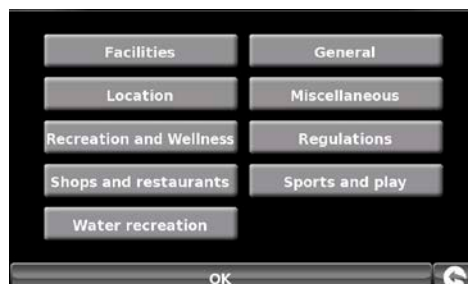 Facilities
General
Location
Miscellaneous
Recreation and Wellness
Regulations
Shops and restaurants
Sports and play
Water recreation
OK